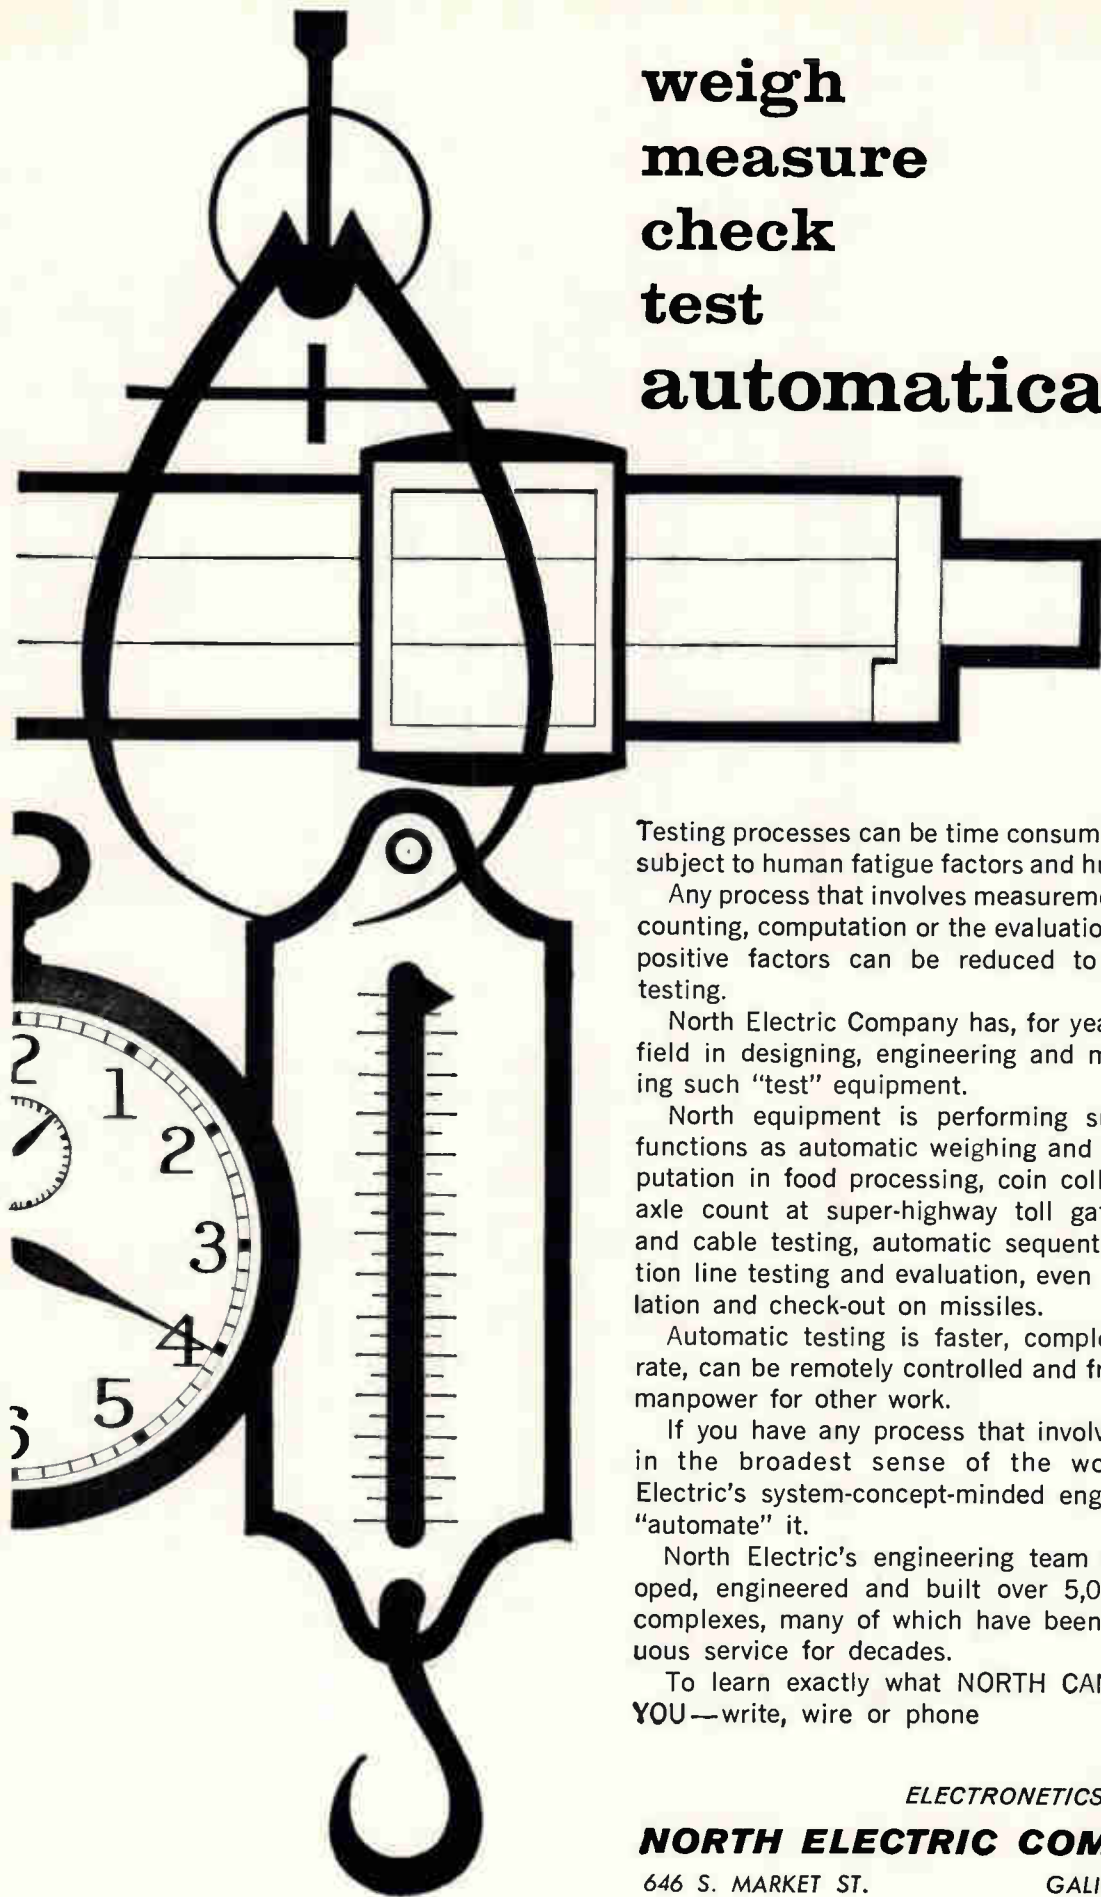 weigh
measure
check
test
automatica
Testing processes can be time consum
subject to human fatigue factors and hu
Any process that involves measureme
counting, computation or the evaluatio
positive factors can be reduced to
testing.
North Electric Company has, for yea
field in designing, engineering and m
ing such "test" equipment.
North equipment is performing su
functions as automatic weighing and
putation in food processing, coin coll
axle count at super-highway toll gat
and cable testing, automatic sequent
tion line testing and evaluation, even
lation and check-out on missiles.
Automatic testing is faster, comple
rate, can be remotely controlled and fr
manpower for other work.
If you have any process that involv
in the broadest sense of the wo
Electric's system-concept-minded eng
"automate" it.
North Electric's engineering team
oped, engineered and built over 5,0
complexes, many of which have been
uous service for decades.
To learn exactly what NORTH CAN
YOU—write, wire or phone
ELECTRONETICS
NORTH ELECTRIC COM
646 S. MARKET ST. GALI
2
1
2
3
4
5
6